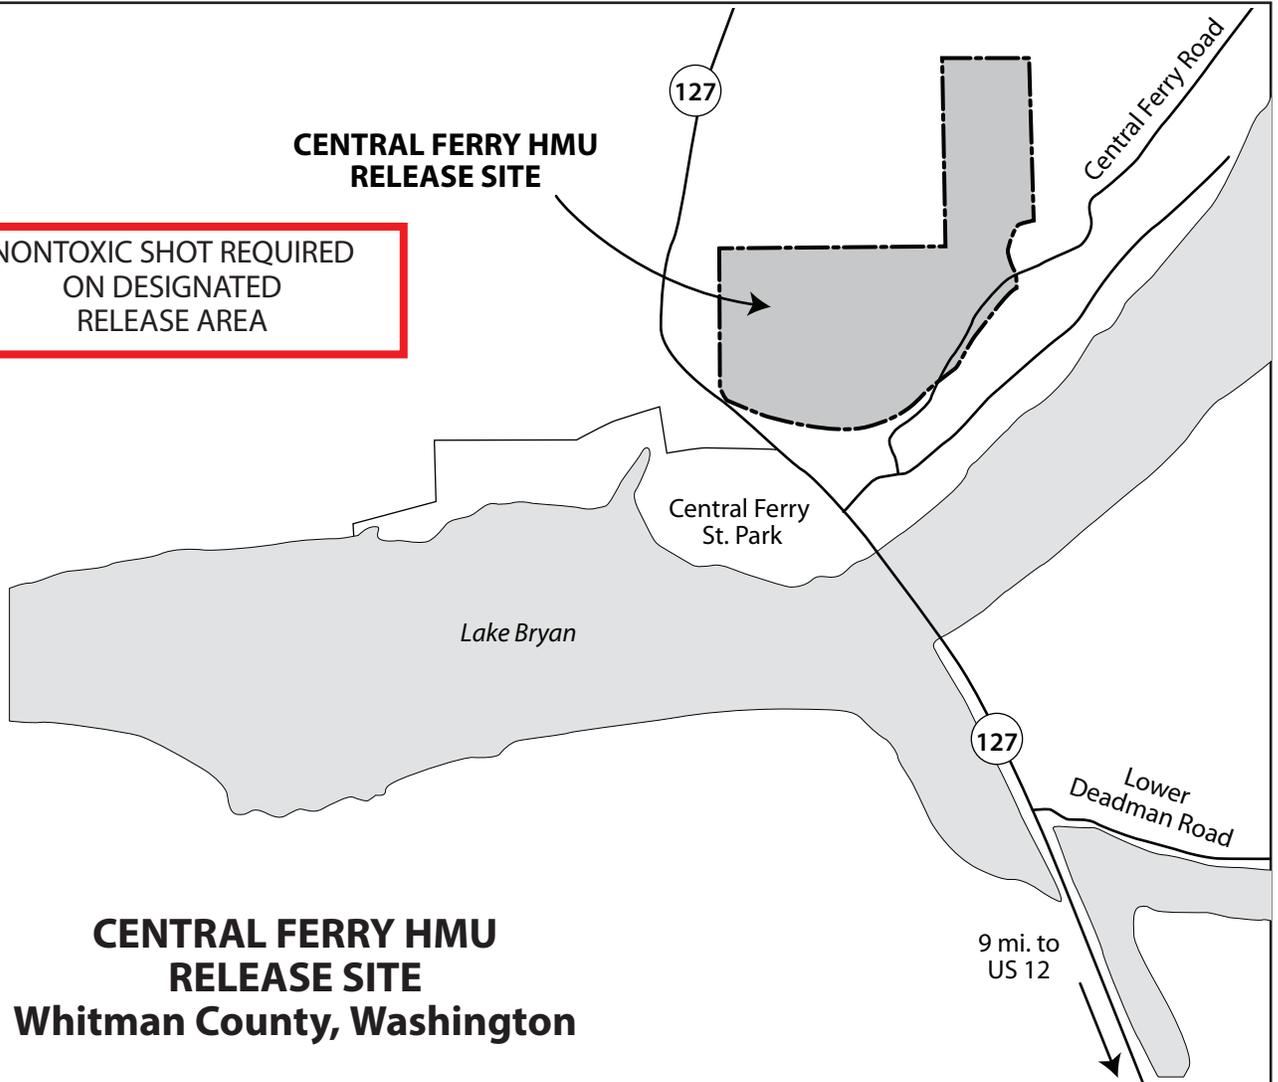 127
Central Ferry Road
CENTRAL FERRY HMU
RELEASE SITE
NONTOXIC SHOT REQUIRED
ON DESIGNATED
RELEASE AREA
Central Ferry
St. Park
Lake Bryan
127
Lower
Deadman Road
9 mi. to
US 12
CENTRAL FERRY HMU
RELEASE SITE
Whitman County, Washington